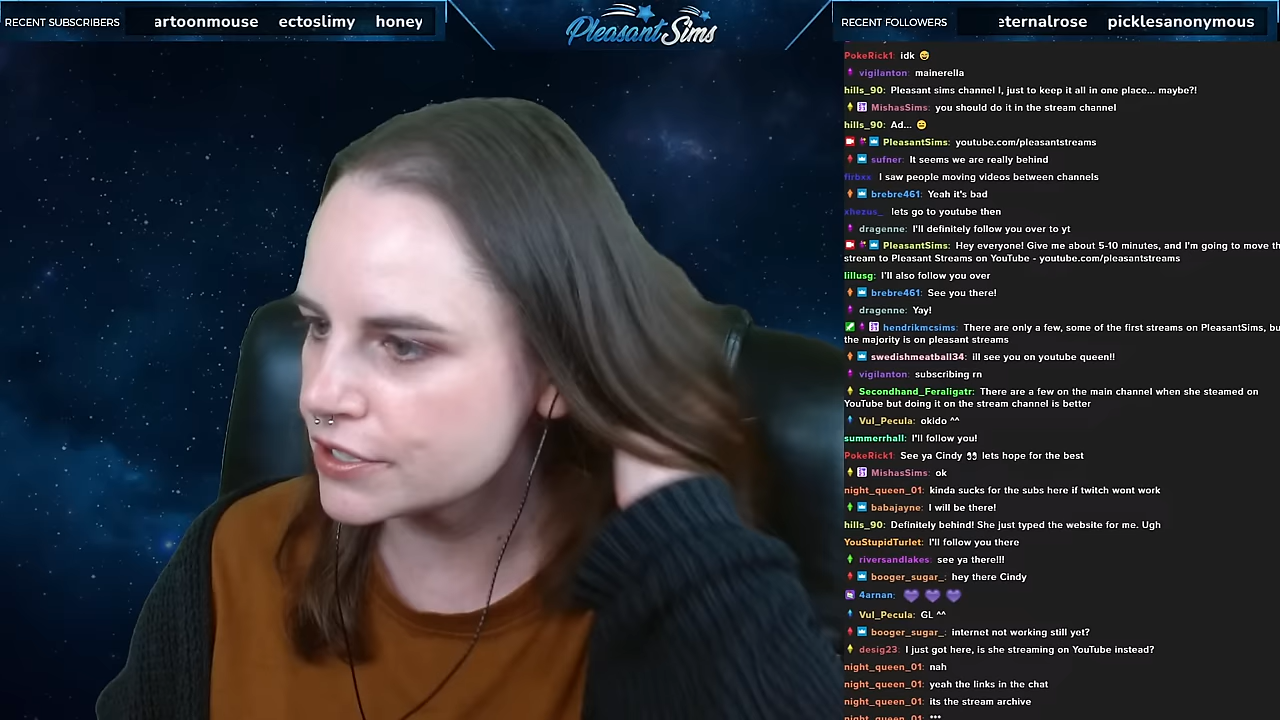 RECENT SUBSCRIBERS
artoonmouse ectoslimy honey
PleasantSims
RECENT FOLLOWERS
eternalrose picklesanonymous
PokeRick1: idk 😅
vigilanton: mainerella
hills_90: Pleasant sims channel I, just to keep it all in one place... maybe?!
MishasSims: you should do it in the stream channel
hills_90: Ad... 😄
PleasantSims: youtube.com/pleasantstreams
sufner: It seems we are really behind
firbxx: I saw people moving videos between channels
brebre461: Yeah it's bad
xhezus_: lets go to youtube then
dragenne: I'll definitely follow you over to yt
PleasantSims: Hey everyone! Give me about 5-10 minutes, and I'm going to move th
stream to Pleasant Streams on YouTube - youtube.com/pleasantstreams
lillusg: I'll also follow you over
brebre461: See you there!
dragenne: Yay!
hendrikmcsims: There are only a few, some of the first streams on PleasantSims, bu
the majority is on pleasant streams
swedishmeatball34: ill see you on youtube queen!!
vigilanton: subscribing rn
Secondhand_Feraligatr: There are a few on the main channel when she steamed on
YouTube but doing it on the stream channel is better
Vul_Pecula: okido ^^
summerrhall: I'll follow you!
PokeRick1: See ya Cindy 👀 lets hope for the best
MishasSims: ok
night_queen_01: kinda sucks for the subs here if twitch wont work
babajayne: I will be there!
hills_90: Definitely behind! She just typed the website for me. Ugh
YouStupidTurlet: I'll follow you there
riversandlakes: see ya there!!!
booger_sugar_: hey there Cindy
4arnan: 💜 💜 💜
Vul_Pecula: GL ^^
booger_sugar_: internet not working still yet?
desig23: I just got here, is she streaming on YouTube instead?
night_queen_01: nah
night_queen_01: yeah the links in the chat
night_queen_01: its the stream archive
night_queen_01: ***